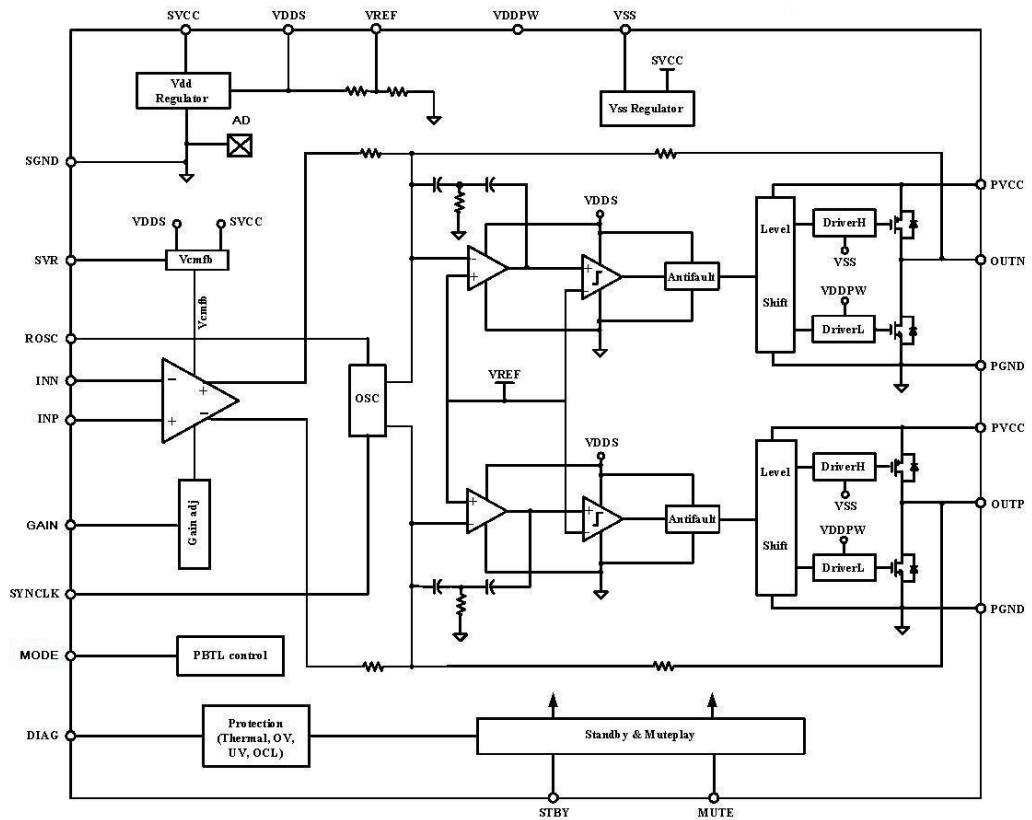 SVCC VDDS VREF VDDPW VSS
Vdd
Regulator
SVCC
Vss Regulator
AD
SGND
PVCC
VDDS SVCC
Vcmfb
SVR
Vcmfb
VDDS
Level
Shift
DriverH
VSS
OUTN
Antifault
VDDPW
DriverL
ROSC
PGND
INN
INP
- +
+ -
OSC
VREF
- +
+ -
PVCC
VDDS
Level
Shift
DriverH
VSS
OUTP
Gain adj
GAIN
+ +
- -
Antifault
VDDPW
DriverL
SYNCLK
PGND
MODE
PBTL control
DIAG
Protection
(Thermal, OV,
UV, OCL)
Standby & Muteplay
STBY MUTE